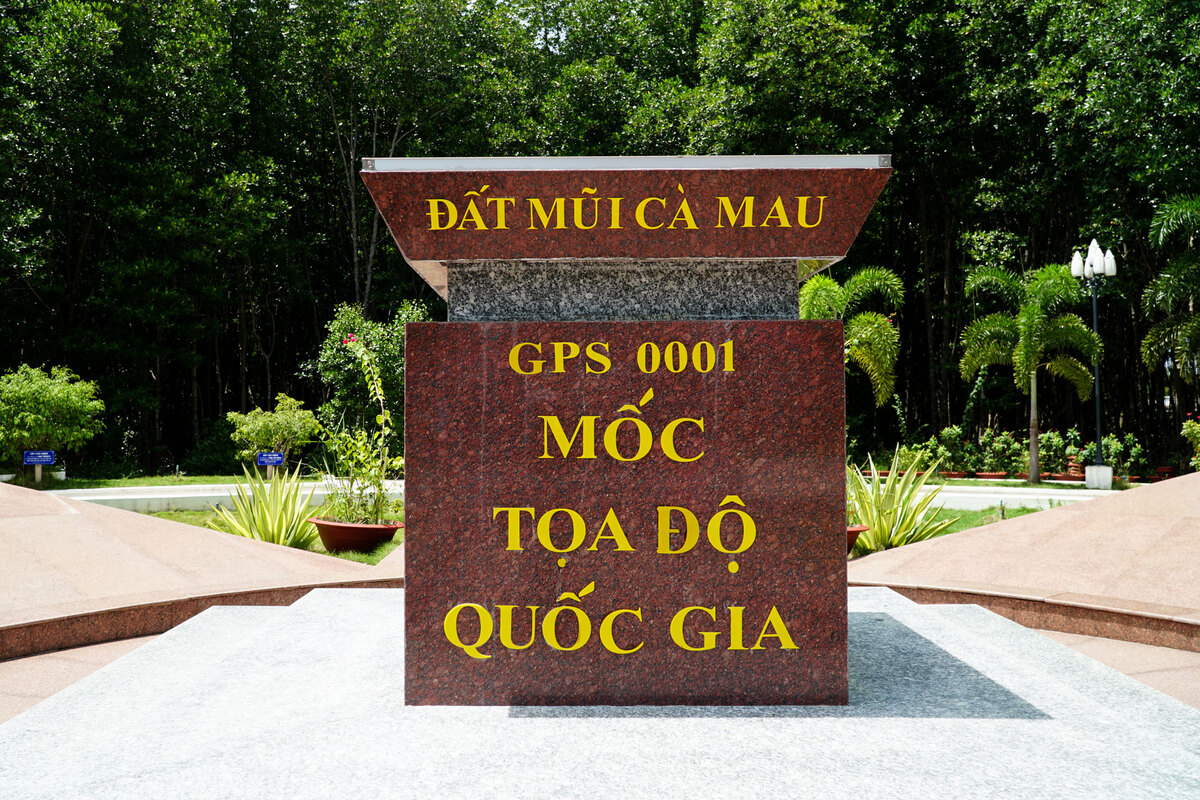 ĐẤT MŨI CÀ MAU
GPS 0001
MỐC
TỌA ĐỘ
QUỐC GIA